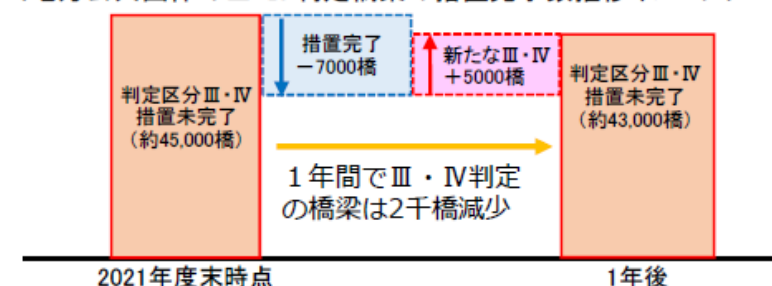 措置完了
−7000橋
新たなⅢ・Ⅳ
+5000橋
判定区分Ⅲ・Ⅳ
措置未完了
（約45,000橋）
判定区分Ⅲ・Ⅳ
措置未完了
（約43,000橋）
１年間でⅢ・Ⅳ判定
の橋梁は2千橋減少
2021年度末時点
1年後